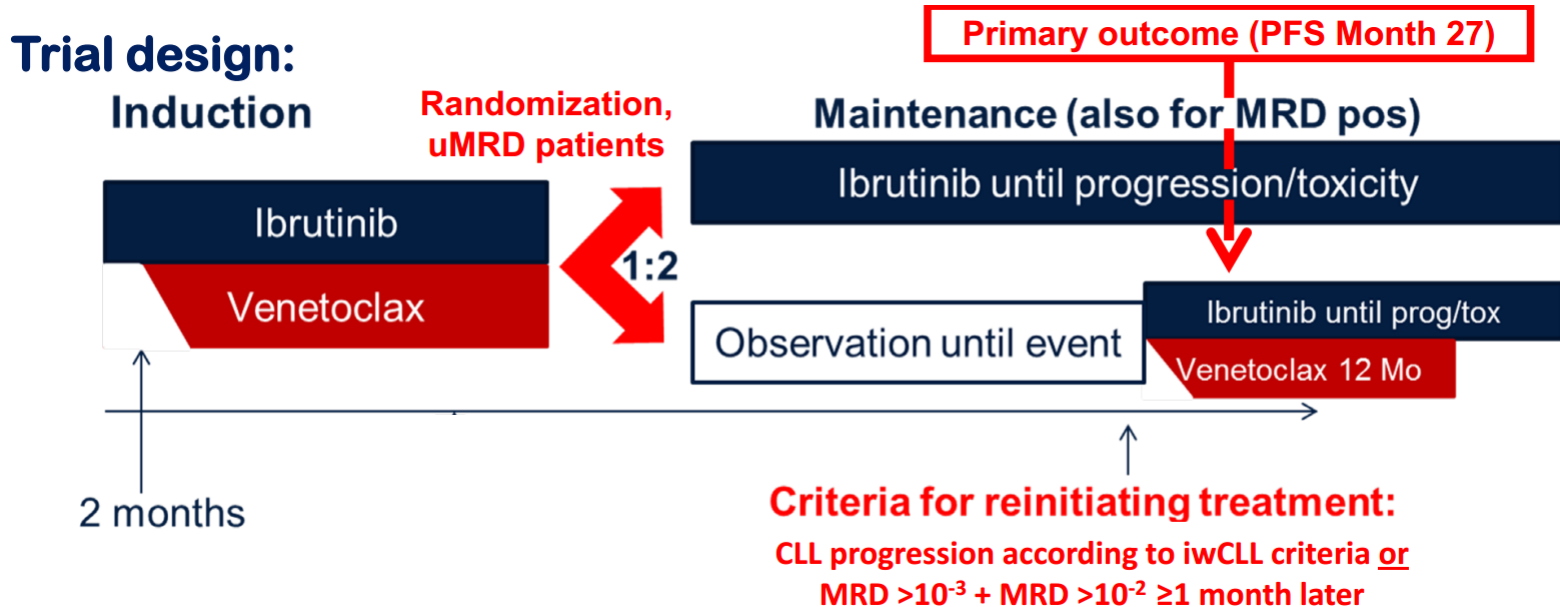 Primary outcome (PFS Month 27)
Trial design:
Induction
Randomization,
uMRD patients
Maintenance (also for MRD pos)
Ibrutinib
Venetoclax
1:2
Ibrutinib until progression/toxicity
Observation until event
Ibrutinib until prog/tox
Venetoclax 12 Mo
2 months
Criteria for reinitiating treatment:
CLL progression according to iwCLL criteria or
MRD >10⁻³ + MRD >10⁻² ≥1 month later